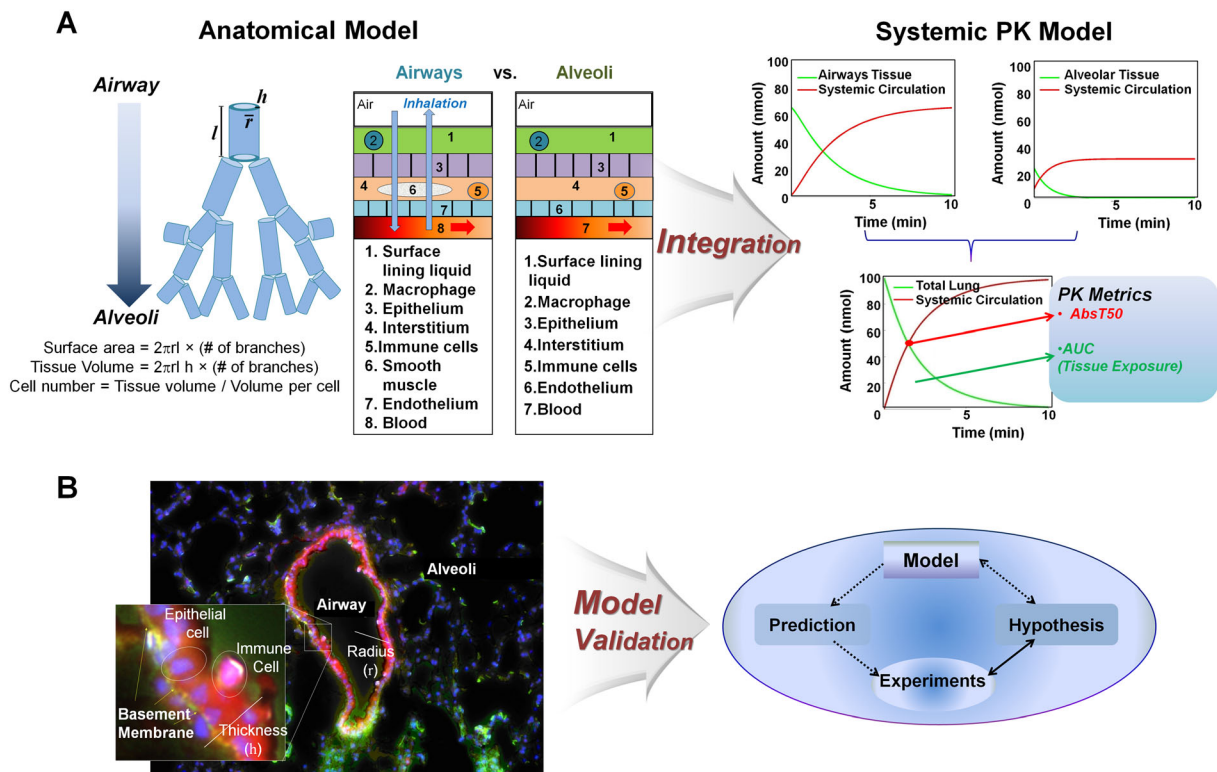 A
Anatomical Model
Airway
h
r̅
l
Alveoli
Surface area = 2πrl × (# of branches)
Tissue Volume = 2πrl h × (# of branches)
Cell number = Tissue volume / Volume per cell
Airways vs. Alveoli
Air
Inhalation
2
1
3
4
6
5
7
8
1. Surface
lining liquid
2. Macrophage
3. Epithelium
4. Interstitium
5.Immune cells
6. Smooth
muscle
7. Endothelium
8. Blood
Air
2
1
3
4
5
6
7
1.Surface lining
liquid
2.Macrophage
3.Epithelium
4.Interstitium
5.Immune cells
6.Endothelium
7.Blood
Integration
Systemic PK Model
Amount (nmol)
100
80
60
40
20
0
Airways Tissue
Systemic Circulation
0
5
10
Time (min)
Amount (nmol)
100
80
60
40
20
0
Alveolar Tissue
Systemic Circulation
0
5
10
Time (min)
Amount (nmol)
100
80
60
40
20
0
Total Lung
Systemic Circulation
5
10
Time (min)
PK Metrics
• AbsT50
•AUC
(Tissue Exposure)
B
Alveoli
Airway
Radius
(r)
Epithelial
cell
Immune
Cell
Basement
Membrane
Thickness
(h)
Model
Validation
Model
Prediction
Hypothesis
Experiments